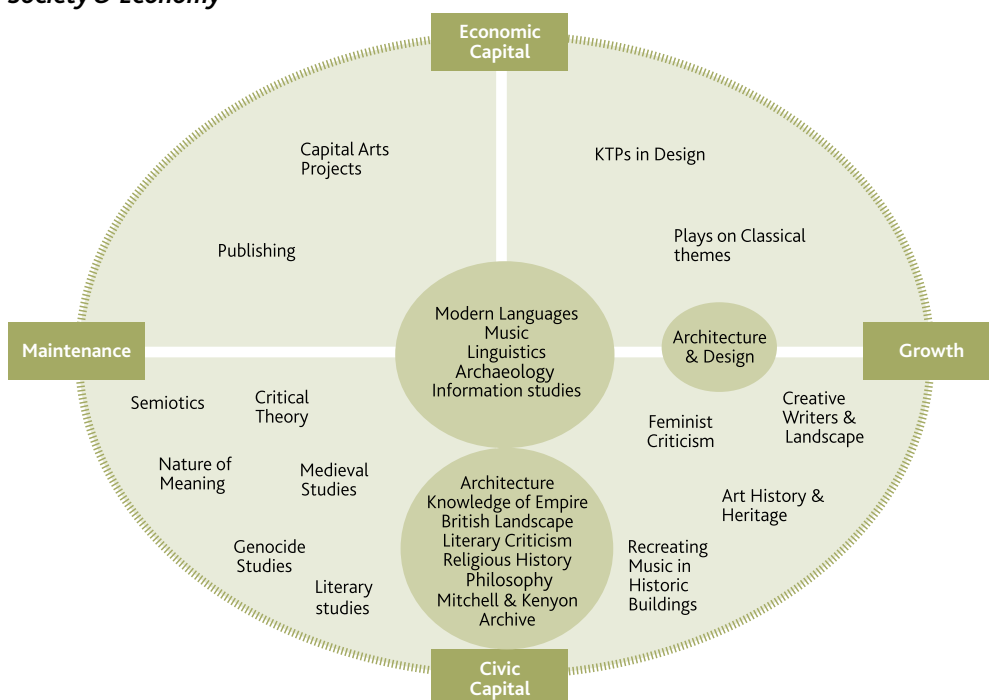 Society & Economy
Economic
Capital
Capital Arts
Projects
KTPs in Design
Publishing
Plays on Classical
themes
Modern Languages
Music
Linguistics
Archaeology
Information studies
Architecture
& Design
Maintenance
Growth
Semiotics
Critical
Theory
Feminist
Criticism
Creative
Writers &
Landscape
Nature of
Meaning
Medieval
Studies
Architecture
Knowledge of Empire
British Landscape
Literary Criticism
Religious History
Philosophy
Mitchell & Kenyon
Archive
Art History &
Heritage
Genocide
Studies
Literary
studies
Recreating
Music in
Historic
Buildings
Civic
Capital